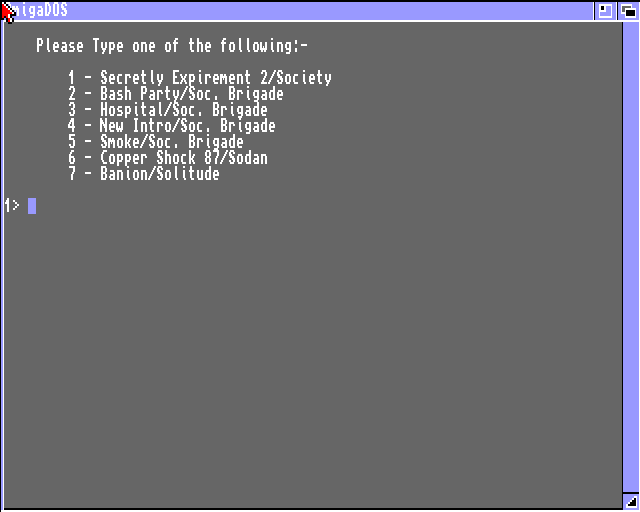 AmigaDOS
Please Type one of the following:-
1 - Secretly Expirement 2/Society
2 - Bash Party/Soc. Brigade
3 - Hospital/Soc. Brigade
4 - New Intro/Soc. Brigade
5 - Smoke/Soc. Brigade
6 - Copper Shock 87/Sodan
7 - Banion/Solitude
1>